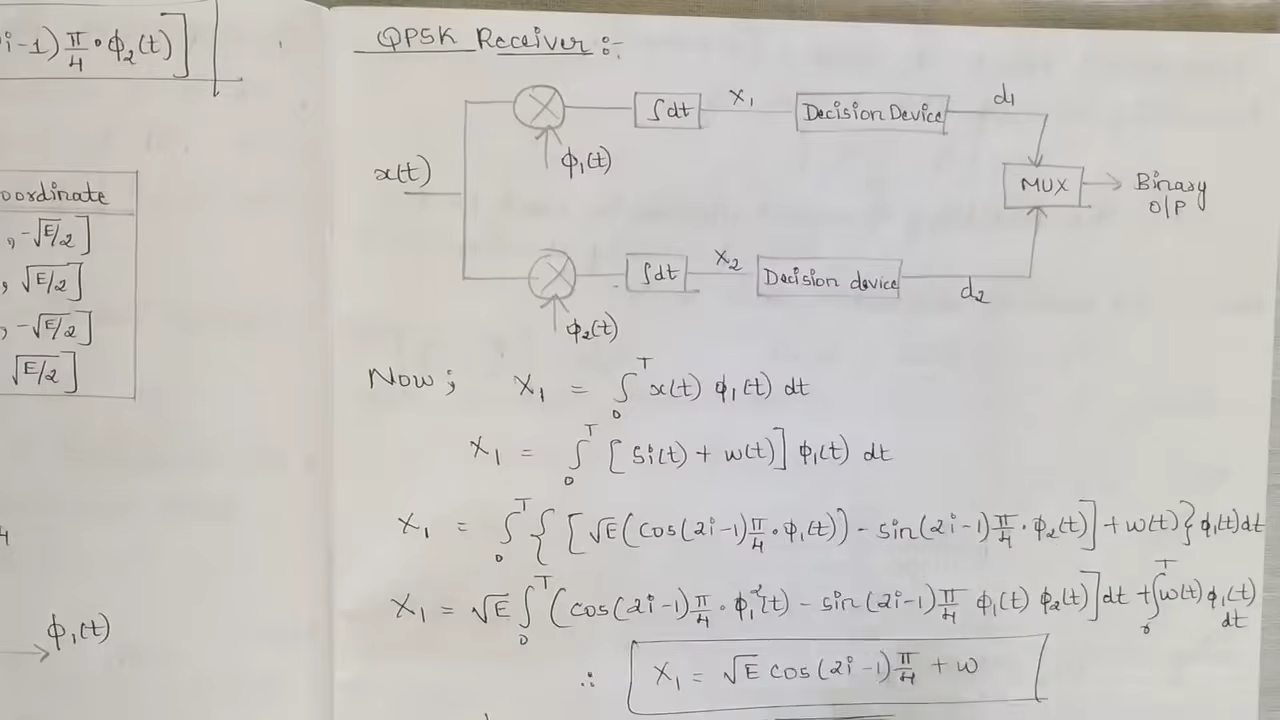 i-1) π/4 · ϕ₂(t)]
oordinate
, -√E/2]
, √E/2]
, -√E/2]
√E/2]
4
ϕ₁(t)
QPSK Receiver :-
x(t)
ϕ₁(t)
∫dt
X₁
Decision Device
d₁
MUX
Binary
O/P
ϕ₂(t)
∫dt
X₂
Decision device
d₂
Now; X₁ = ∫₀ᵀ x(t) ϕ₁(t) dt
X₁ = ∫₀ᵀ [Si(t) + w(t)] ϕ₁(t) dt
X₁ = ∫₀ᵀ { [√E (cos(2i-1) π/4 · ϕ₁(t)) - sin(2i-1) π/4 · ϕ₂(t)] + w(t) } ϕ₁(t) dt
X₁ = √E ∫₀ᵀ (cos(2i-1) π/4 · ϕ₁²(t) - sin(2i-1) π/4 ϕ₁(t) ϕ₂(t)] dt + ∫₀ᵀ w(t) ϕ₁(t) dt
∴ X₁ = √E cos(2i-1) π/4 + w